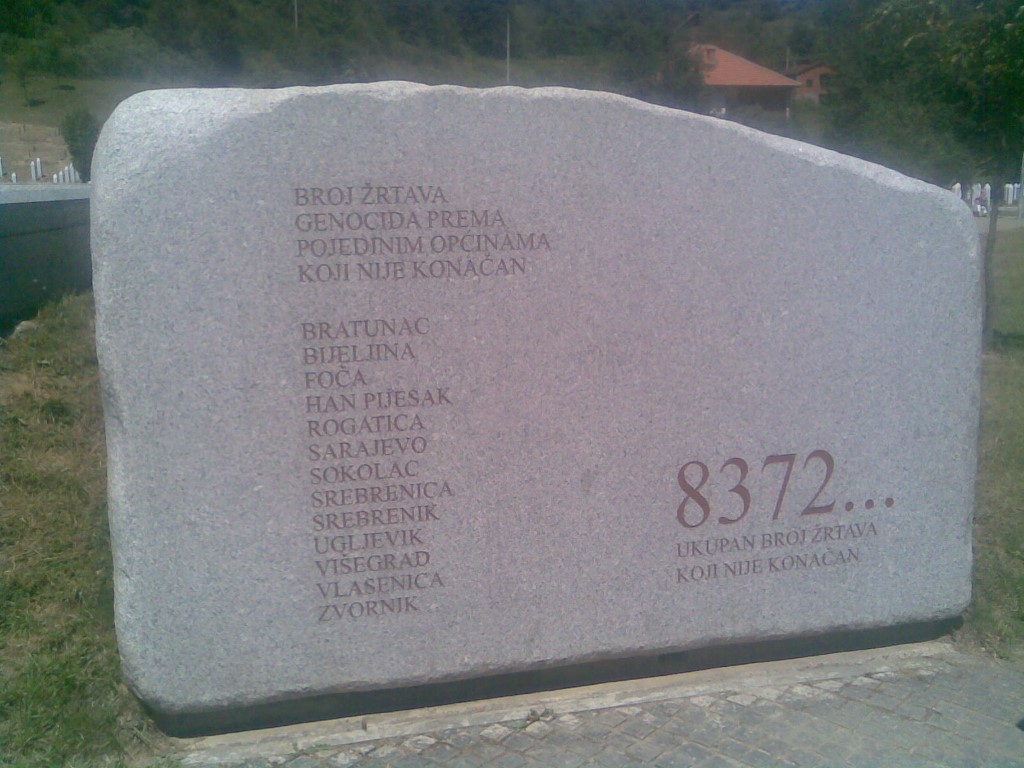 BROJ ŽRTAVA
GENOCIDA PREMA
POJEDINIM OPĆINAMA
KOJI NIJE KONAČAN
BRATUNAC
BIJELJINA
FOČA
HAN PIJESAK
ROGATICA
SARAJEVO
SOKOLAC
SREBRENICA
SREBRENIK
UGLJEVIK
VIŠEGRAD
VLASENICA
ZVORNIK
8372...
UKUPAN BROJ ŽRTAVA
KOJI NIJE KONAČAN